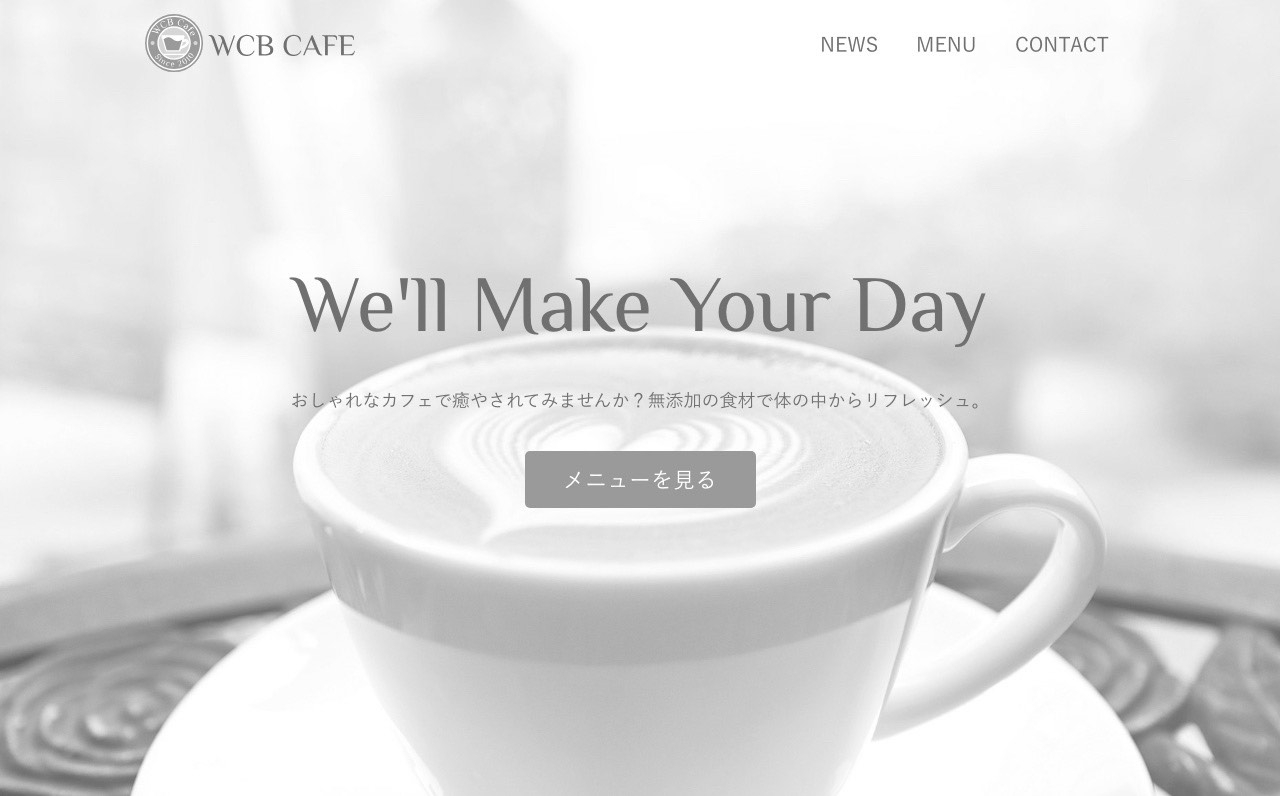 WCB Cafe
Since 2010
WCB CAFE
NEWS
MENU
CONTACT
We'll Make Your Day
おしゃれなカフェで癒やされてみませんか？無添加の食材で体の中からリフレッシュ。
メニューを見る